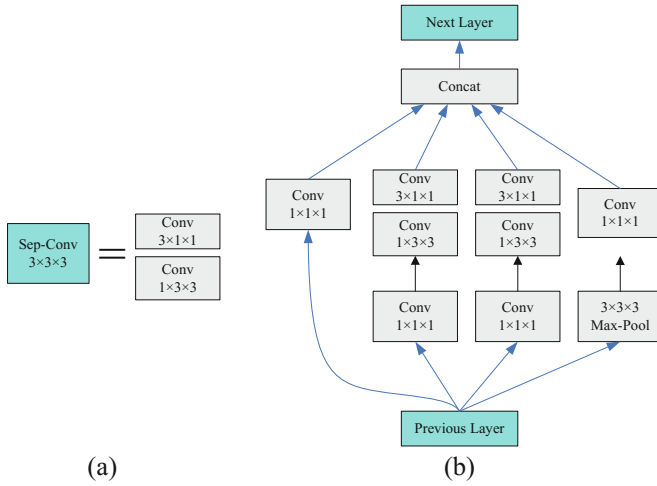 Sep-Conv
3×3×3
=
Conv
3×1×1
Conv
1×3×3
(a)
Next Layer
Concat
Conv
1×1×1
Conv
3×1×1
Conv
1×3×3
Conv
1×1×1
Conv
3×1×1
Conv
1×3×3
Conv
1×1×1
Conv
1×1×1
3×3×3
Max-Pool
Previous Layer
(b)